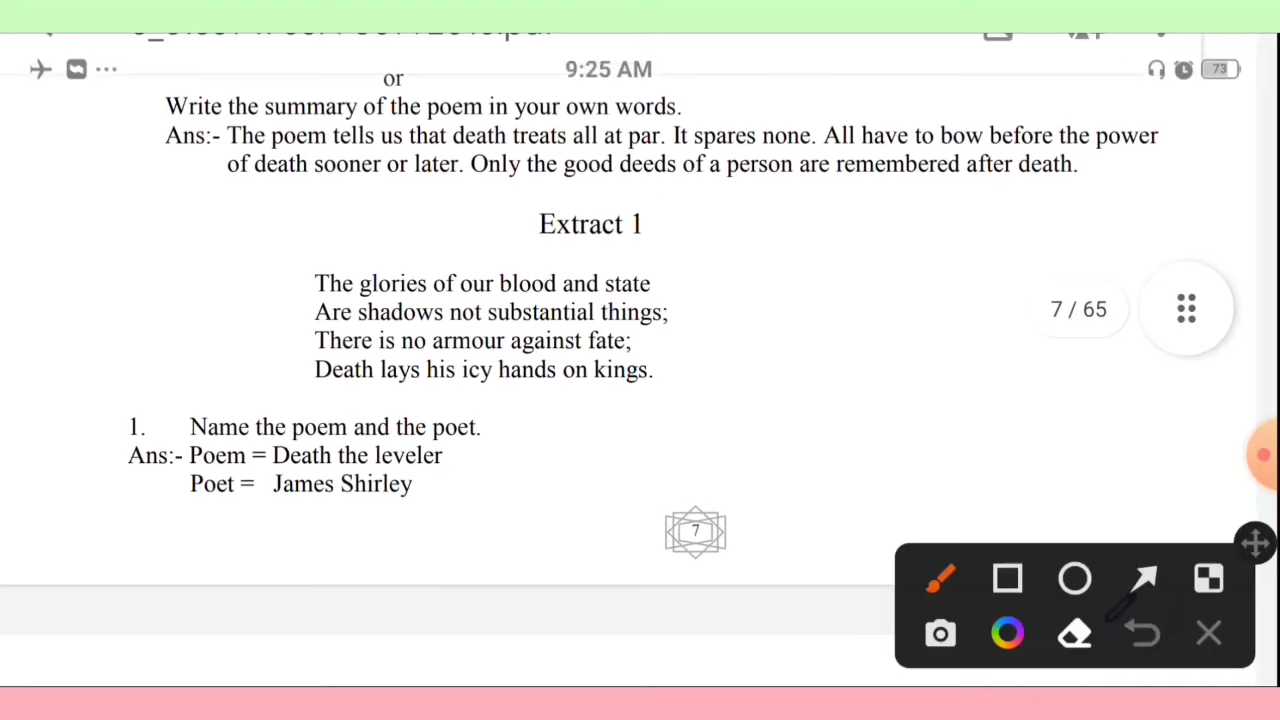 9:25 AM
73
or
Write the summary of the poem in your own words.
Ans:- The poem tells us that death treats all at par. It spares none. All have to bow before the power
of death sooner or later. Only the good deeds of a person are remembered after death.
Extract 1
The glories of our blood and state
Are shadows not substantial things;
There is no armour against fate;
Death lays his icy hands on kings.
7 / 65
1. Name the poem and the poet.
Ans:- Poem = Death the leveler
Poet = James Shirley
7